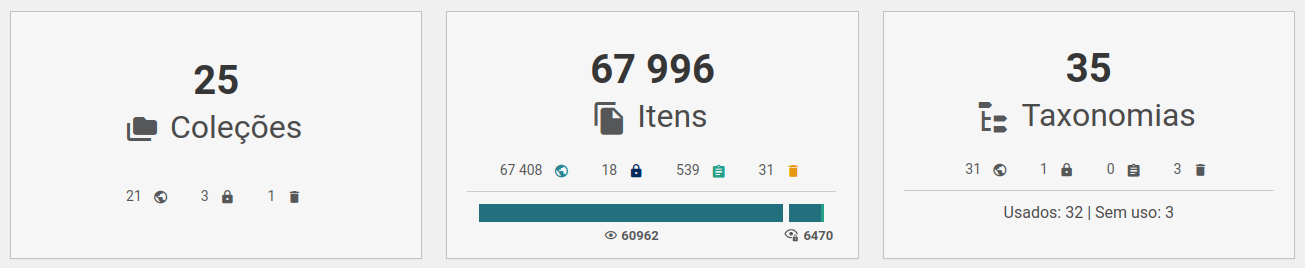 25
Coleções
21 3 1
67 996
Itens
67 408 18 539 31
60962 6470
35
Taxonomias
31 1 0 3
Usados: 32 | Sem uso: 3